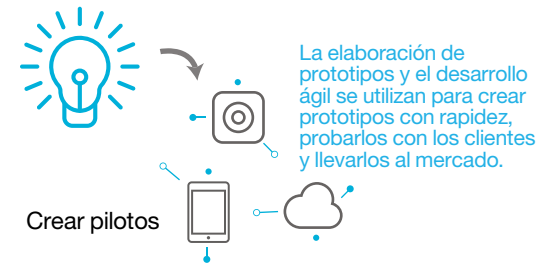 La elaboración de
prototipos y el desarrollo
ágil se utilizan para crear
prototipos con rapidez,
probarlos con los clientes
y llevarlos al mercado.
Crear pilotos